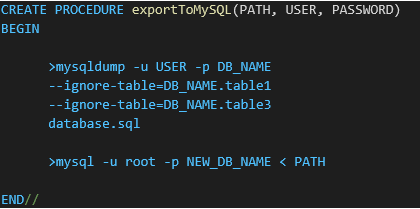 CREATE PROCEDURE exportToMySQL(PATH, USER, PASSWORD)
BEGIN
>mysqldump -u USER -p DB_NAME
--ignore-table=DB_NAME.table1
--ignore-table=DB_NAME.table3
database.sql
>mysql -u root -p NEW_DB_NAME < PATH
END//